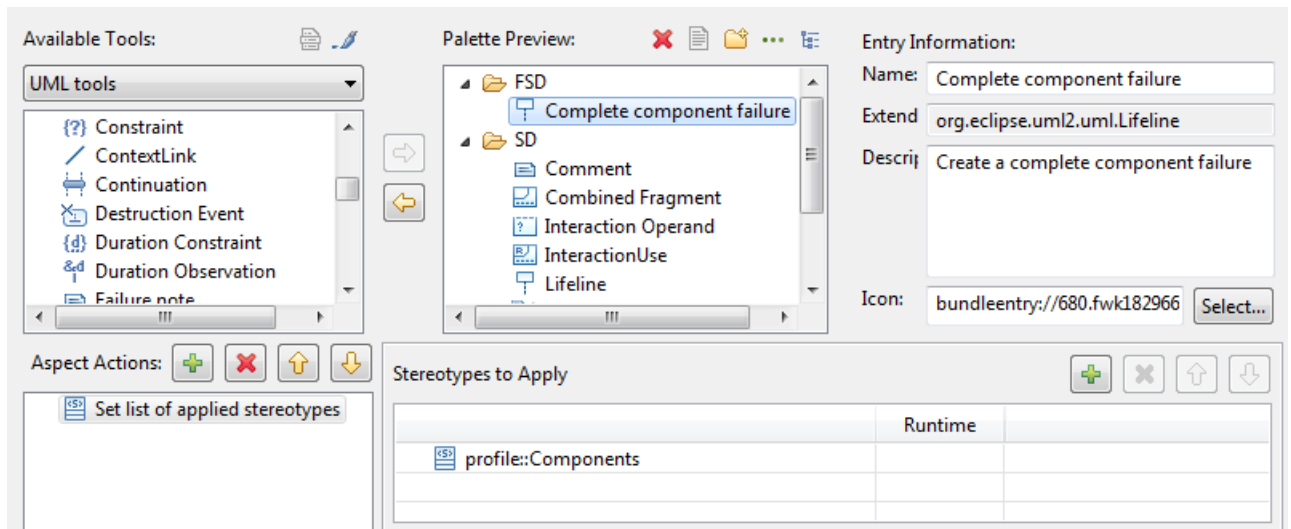 Available Tools:
UML tools
{?} Constraint
ContextLink
Continuation
Destruction Event
{d} Duration Constraint
&d Duration Observation
Failure note
Palette Preview:
FSD
Complete component failure
SD
Comment
Combined Fragment
Interaction Operand
InteractionUse
Lifeline
Entry Information:
Name: Complete component failure
Extend org.eclipse.uml2.uml.Lifeline
Descrip Create a complete component failure
Icon: bundleentry://680.fwk182966 Select...
Aspect Actions:
<S> Set list of applied stereotypes
Stereotypes to Apply
Runtime
<S> profile::Components